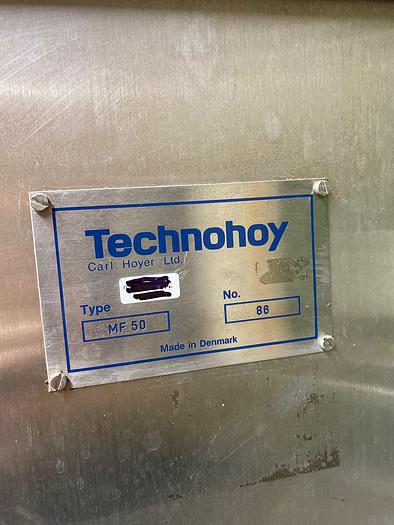 Technohoy
Carl Hoyer Ltd.
Type
MF 50
No.
86
Made in Denmark